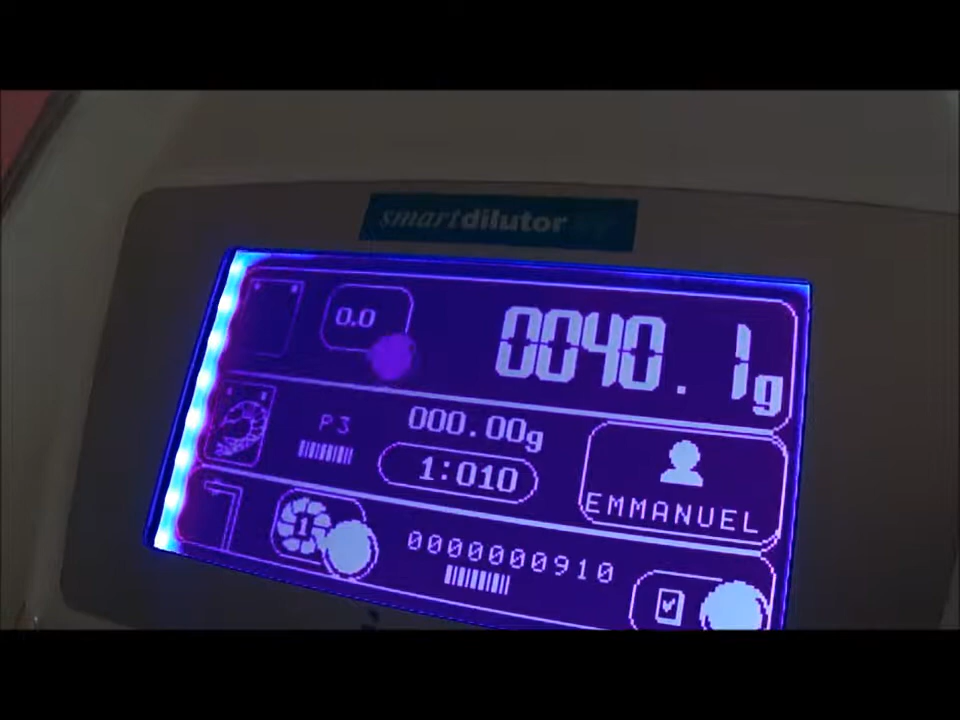 smartdilutor
0.0
0040.1g
P3
000.00g
1:010
EMMANUEL
1
0000000910